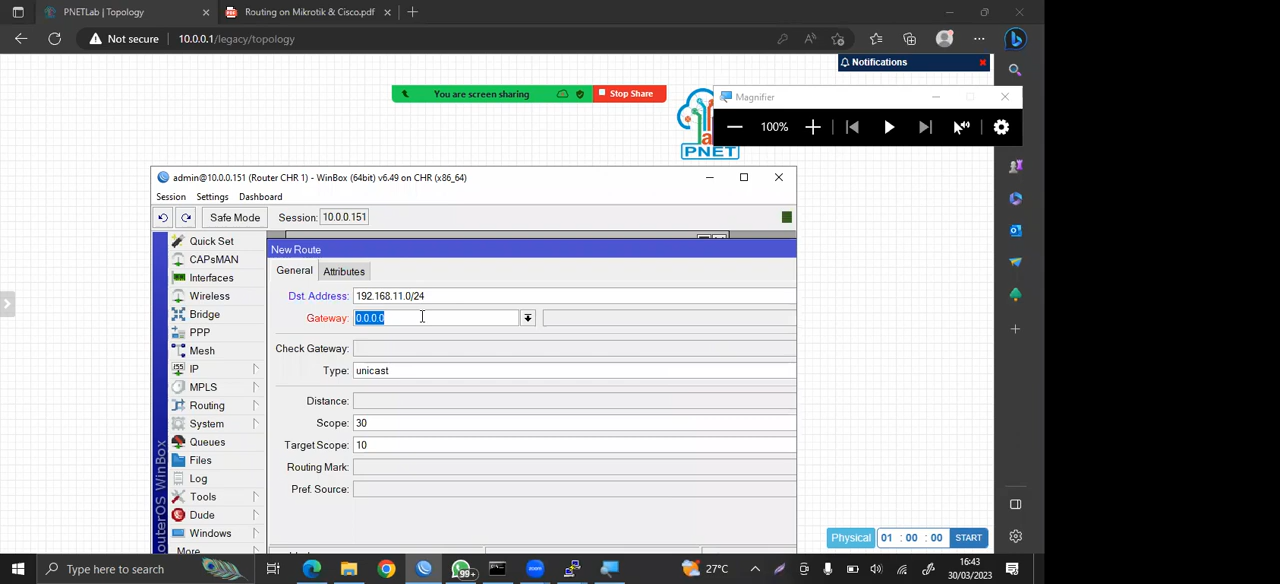 PNETLab | Topology
Routing on Mikrotik & Cisco.pdf
Not secure
10.0.0.1/legacy/topology
Notifications
You are screen sharing
Stop Share
Magnifier
100%
PNET
admin@10.0.0.151 (Router CHR 1) - WinBox (64bit) v6.49 on CHR (x86_64)
Session Settings Dashboard
Safe Mode Session: 10.0.0.151
Quick Set
CAPsMAN
Interfaces
Wireless
Bridge
PPP
Mesh
IP
MPLS
Routing
System
Queues
Files
Log
Tools
Dude
Windows
More
RouterOS WinBox
New Route
General Attributes
Dst. Address: 192.168.11.0/24
Gateway: 0.0.0.0
Check Gateway:
Type: unicast
Distance:
Scope: 30
Target Scope: 10
Routing Mark:
Pref. Source:
Physical 01 : 00 : 00 START
Type here to search
99+
27°C
16:43
30/03/2023